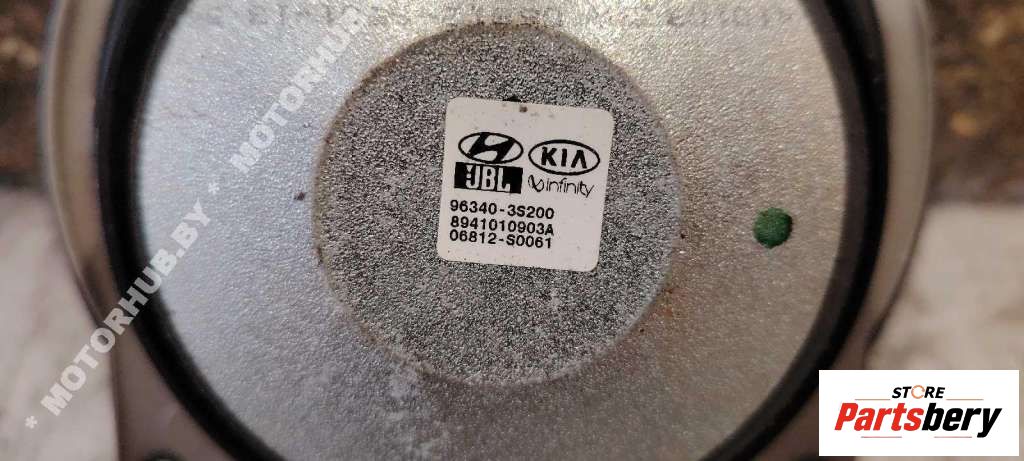 JBL
KIA
infinity
96340-3S200
8941010903A
06812-S0061
* MOTORHUB.BY * MOTORHUB
STORE
Partsbery